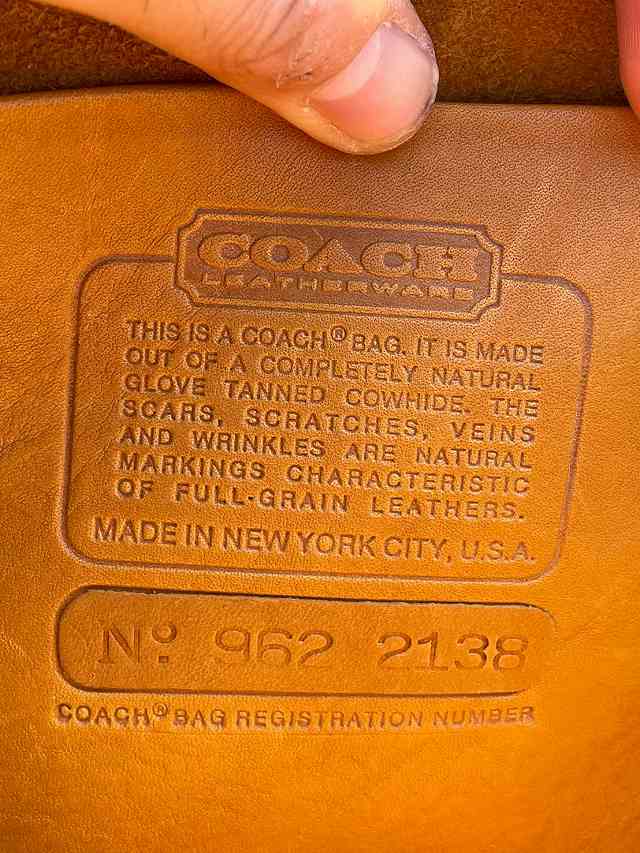 COACH
LEATHERWARE
THIS IS A COACH® BAG. IT IS MADE
OUT OF A COMPLETELY NATURAL
GLOVE TANNED COWHIDE. THE
SCARS, SCRATCHES, VEINS
AND WRINKLES ARE NATURAL
MARKINGS CHARACTERISTIC
OF FULL-GRAIN LEATHERS.
MADE IN NEW YORK CITY, U.S.A.
Nº 962 2138
COACH® BAG REGISTRATION NUMBER